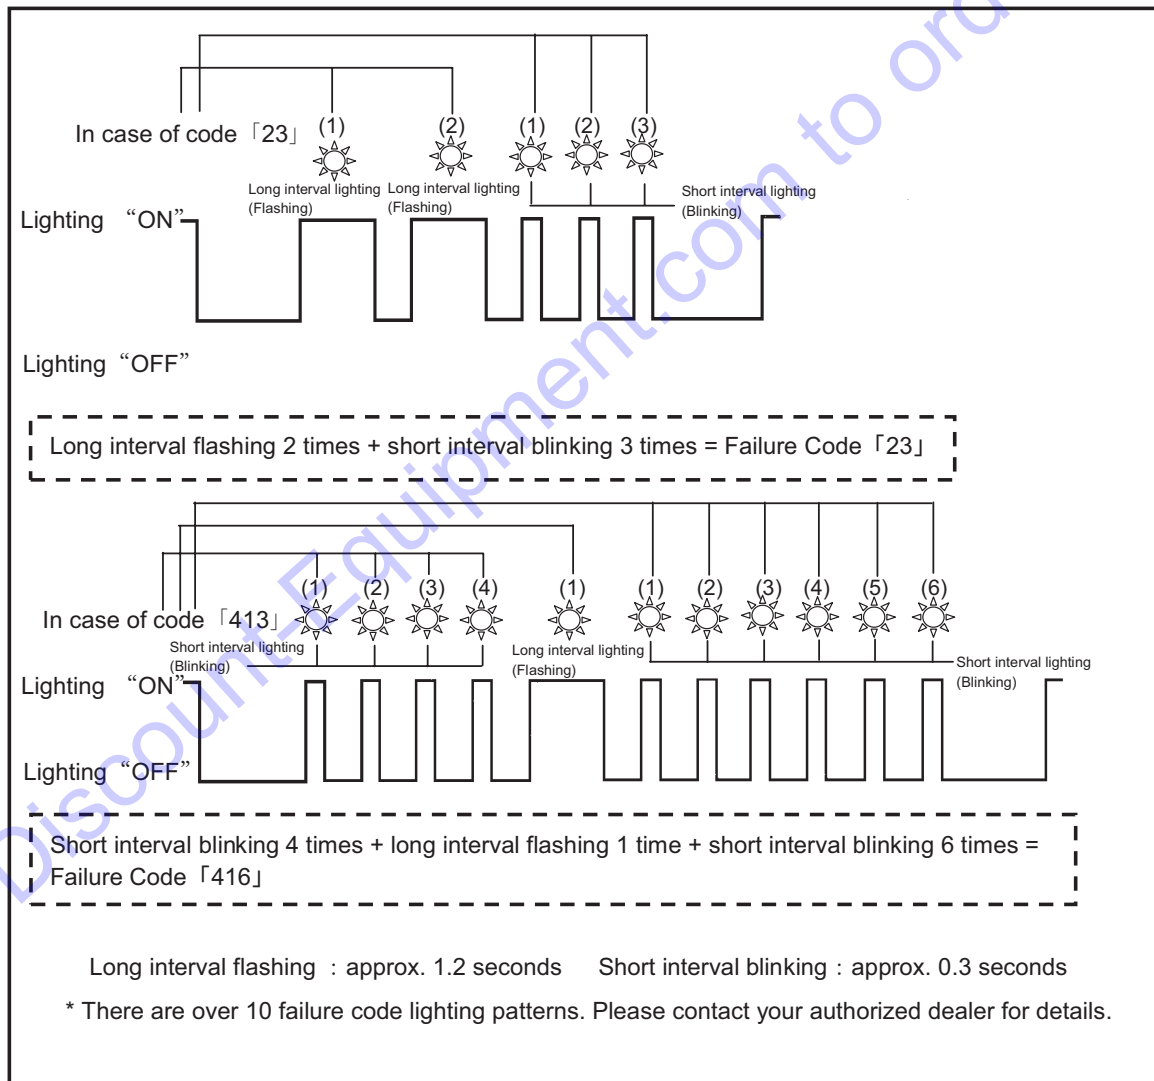 In case of code「23」
(1) (2) (1) (2) (3)
Long interval lighting
(Flashing)
Long interval lighting
(Flashing)
Short interval lighting
(Blinking)
Lighting “ON”
Lighting “OFF”
Long interval flashing 2 times + short interval blinking 3 times = Failure Code「23」
In case of code「413」
(1) (2) (3) (4) (1) (1) (2) (3) (4) (5) (6)
Short interval lighting
(Blinking)
Long interval lighting
(Flashing)
Short interval lighting
(Blinking)
Lighting “ON”
Lighting “OFF”
Short interval blinking 4 times + long interval flashing 1 time + short interval blinking 6 times =
Failure Code「416」
Long interval flashing : approx. 1.2 seconds Short interval blinking : approx. 0.3 seconds
* There are over 10 failure code lighting patterns. Please contact your authorized dealer for details.
Discount-Equipment.com to ord